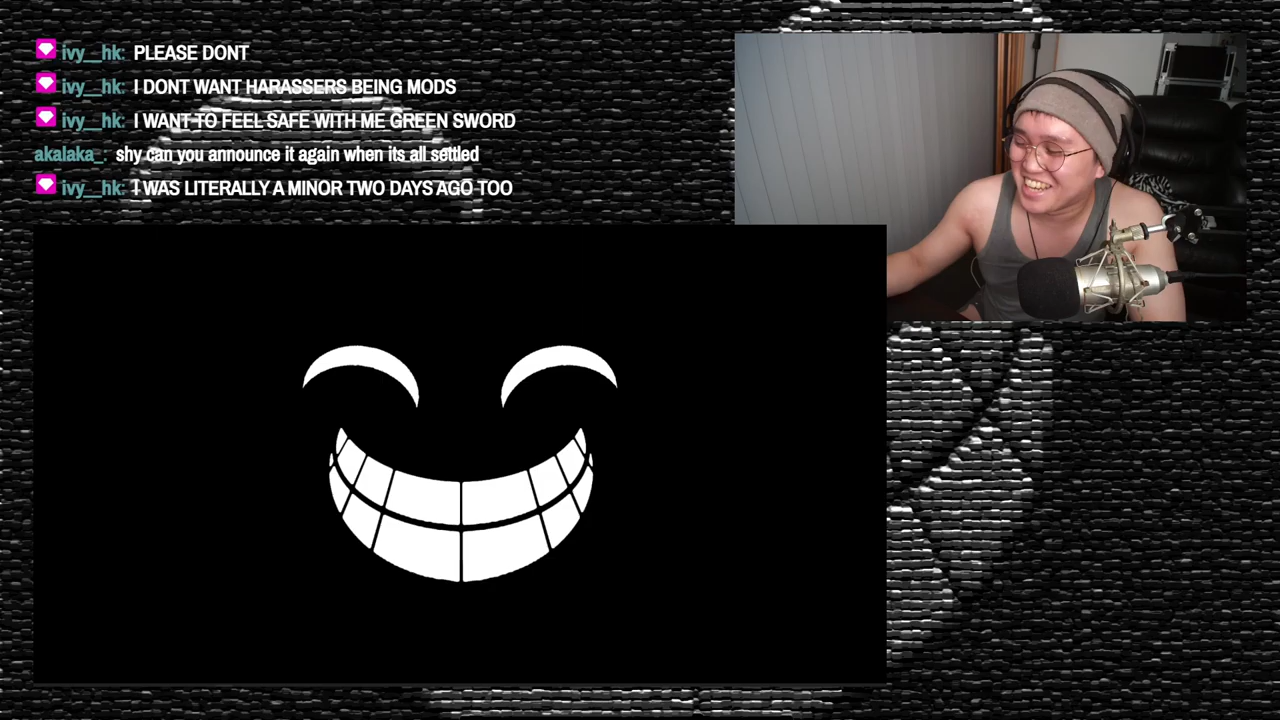 ivy__hk: PLEASE DONT
ivy__hk: I DONT WANT HARASSERS BEING MODS
ivy__hk: I WANT TO FEEL SAFE WITH ME GREEN SWORD
akalaka_: shy can you announce it again when its all settled
ivy__hk: I WAS LITERALLY A MINOR TWO DAYS AGO TOO